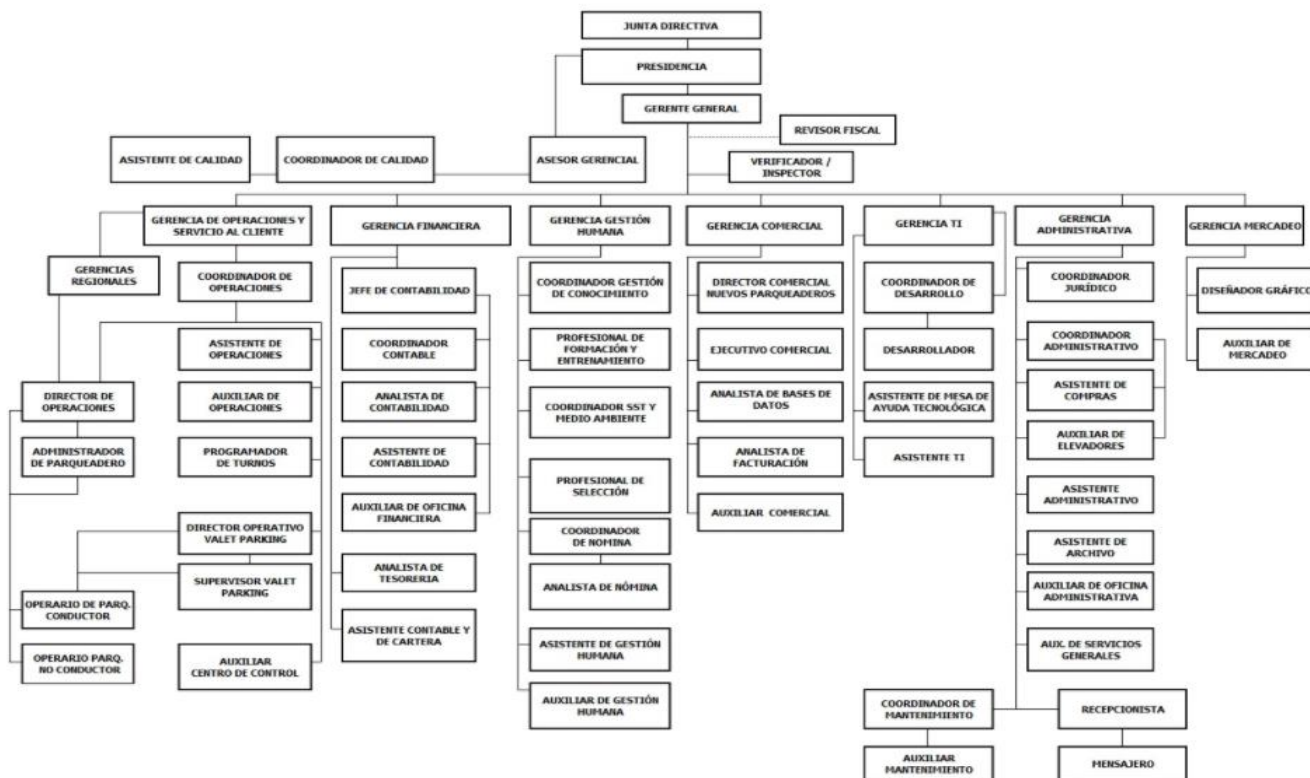 JUNTA DIRECTIVA
PRESIDENCIA
GERENTE GENERAL
REVISOR FISCAL
ASISTENTE DE CALIDAD
COORDINADOR DE CALIDAD
ASESOR GERENCIAL
VERIFICADOR /
INSPECTOR
GERENCIA DE OPERACIONES Y
SERVICIO AL CLIENTE
GERENCIAS
REGIONALES
COORDINADOR DE
OPERACIONES
ASISTENTE DE
OPERACIONES
AUXILIAR DE
OPERACIONES
PROGRAMADOR
DE TURNOS
DIRECTOR DE
OPERACIONES
ADMINISTRADOR
DE PARQUEADERO
DIRECTOR OPERATIVO
VALET PARKING
SUPERVISOR VALET
PARKING
OPERARIO DE PARQ.
CONDUCTOR
OPERARIO PARQ.
NO CONDUCTOR
AUXILIAR
CENTRO DE CONTROL
GERENCIA FINANCIERA
JEFE DE CONTABILIDAD
COORDINADOR
CONTABLE
ANALISTA DE
CONTABILIDAD
ASISTENTE DE
CONTABILIDAD
AUXILIAR DE OFICINA
FINANCIERA
ANALISTA DE
TESORERIA
ASISTENTE CONTABLE Y
DE CARTERA
GERENCIA GESTIÓN
HUMANA
COORDINADOR GESTIÓN
DE CONOCIMIENTO
PROFESIONAL DE
FORMACIÓN Y
ENTRENAMIENTO
COORDINADOR SST Y
MEDIO AMBIENTE
PROFESIONAL DE
SELECCIÓN
COORDINADOR
DE NOMINA
ANALISTA DE NÓMINA
ASISTENTE DE GESTIÓN
HUMANA
AUXILIAR DE GESTIÓN
HUMANA
GERENCIA COMERCIAL
DIRECTOR COMERCIAL
NUEVOS PARQUEADEROS
EJECUTIVO COMERCIAL
ANALISTA DE BASES DE
DATOS
ANALISTA DE
FACTURACIÓN
AUXILIAR COMERCIAL
GERENCIA TI
COORDINADOR DE
DESARROLLO
DESARROLLADOR
ASISTENTE DE MESA DE
AYUDA TECNOLÓGICA
ASISTENTE TI
GERENCIA
ADMINISTRATIVA
COORDINADOR
JURÍDICO
COORDINADOR
ADMINISTRATIVO
ASISTENTE DE
COMPRAS
AUXILIAR DE
ELEVADORES
ASISTENTE
ADMINISTRATIVO
ASISTENTE DE
ARCHIVO
AUXILIAR DE OFICINA
ADMINISTRATIVA
AUX. DE SERVICIOS
GENERALES
COORDINADOR DE
MANTENIMIENTO
AUXILIAR
MANTENIMIENTO
RECEPCIONISTA
MENSAJERO
GERENCIA MERCADEO
DISEÑADOR GRÁFICO
AUXILIAR DE
MERCADEO